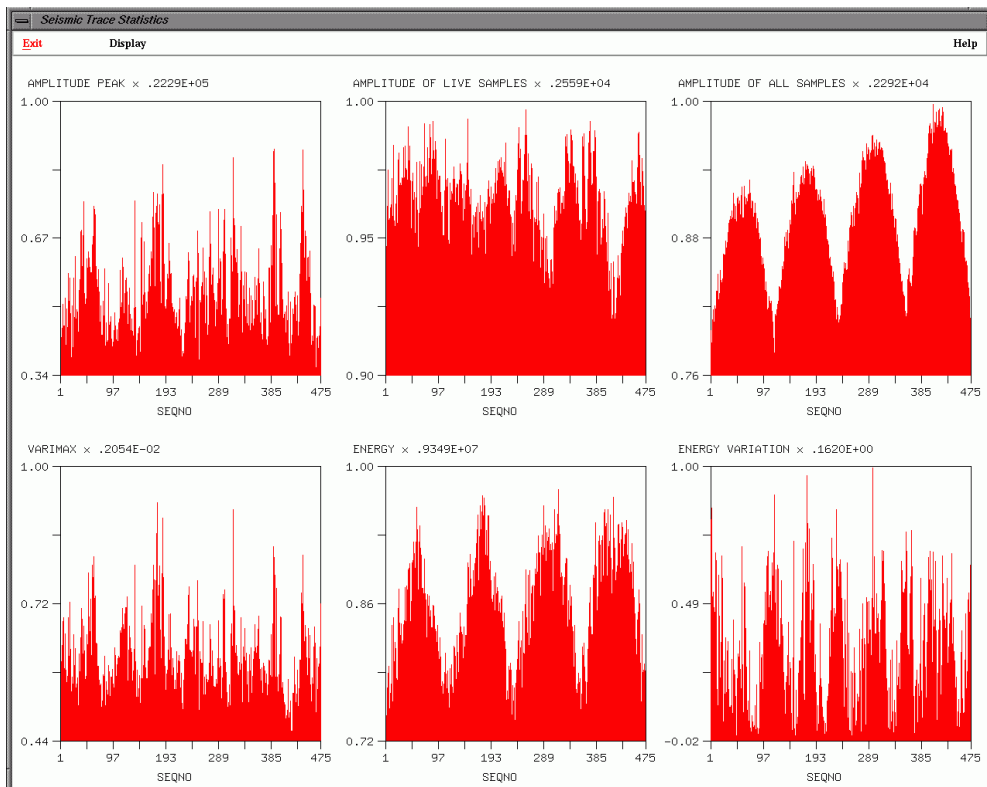 Seismic Trace Statistics
Exit Display Help
AMPLITUDE PEAK × .2229E+05
1.00
0.67
0.34
1 97 193 289 385 475
SEQNO
AMPLITUDE OF LIVE SAMPLES × .2559E+04
1.00
0.95
0.90
1 97 193 289 385 475
SEQNO
AMPLITUDE OF ALL SAMPLES × .2292E+04
1.00
0.88
0.76
1 97 193 289 385 475
SEQNO
VARIMAX × .2054E-02
1.00
0.72
0.44
1 97 193 289 385 475
SEQNO
ENERGY × .9349E+07
1.00
0.86
0.72
1 97 193 289 385 475
SEQNO
ENERGY VARIATION × .1620E+00
1.00
0.49
-0.02
1 97 193 289 385 475
SEQNO